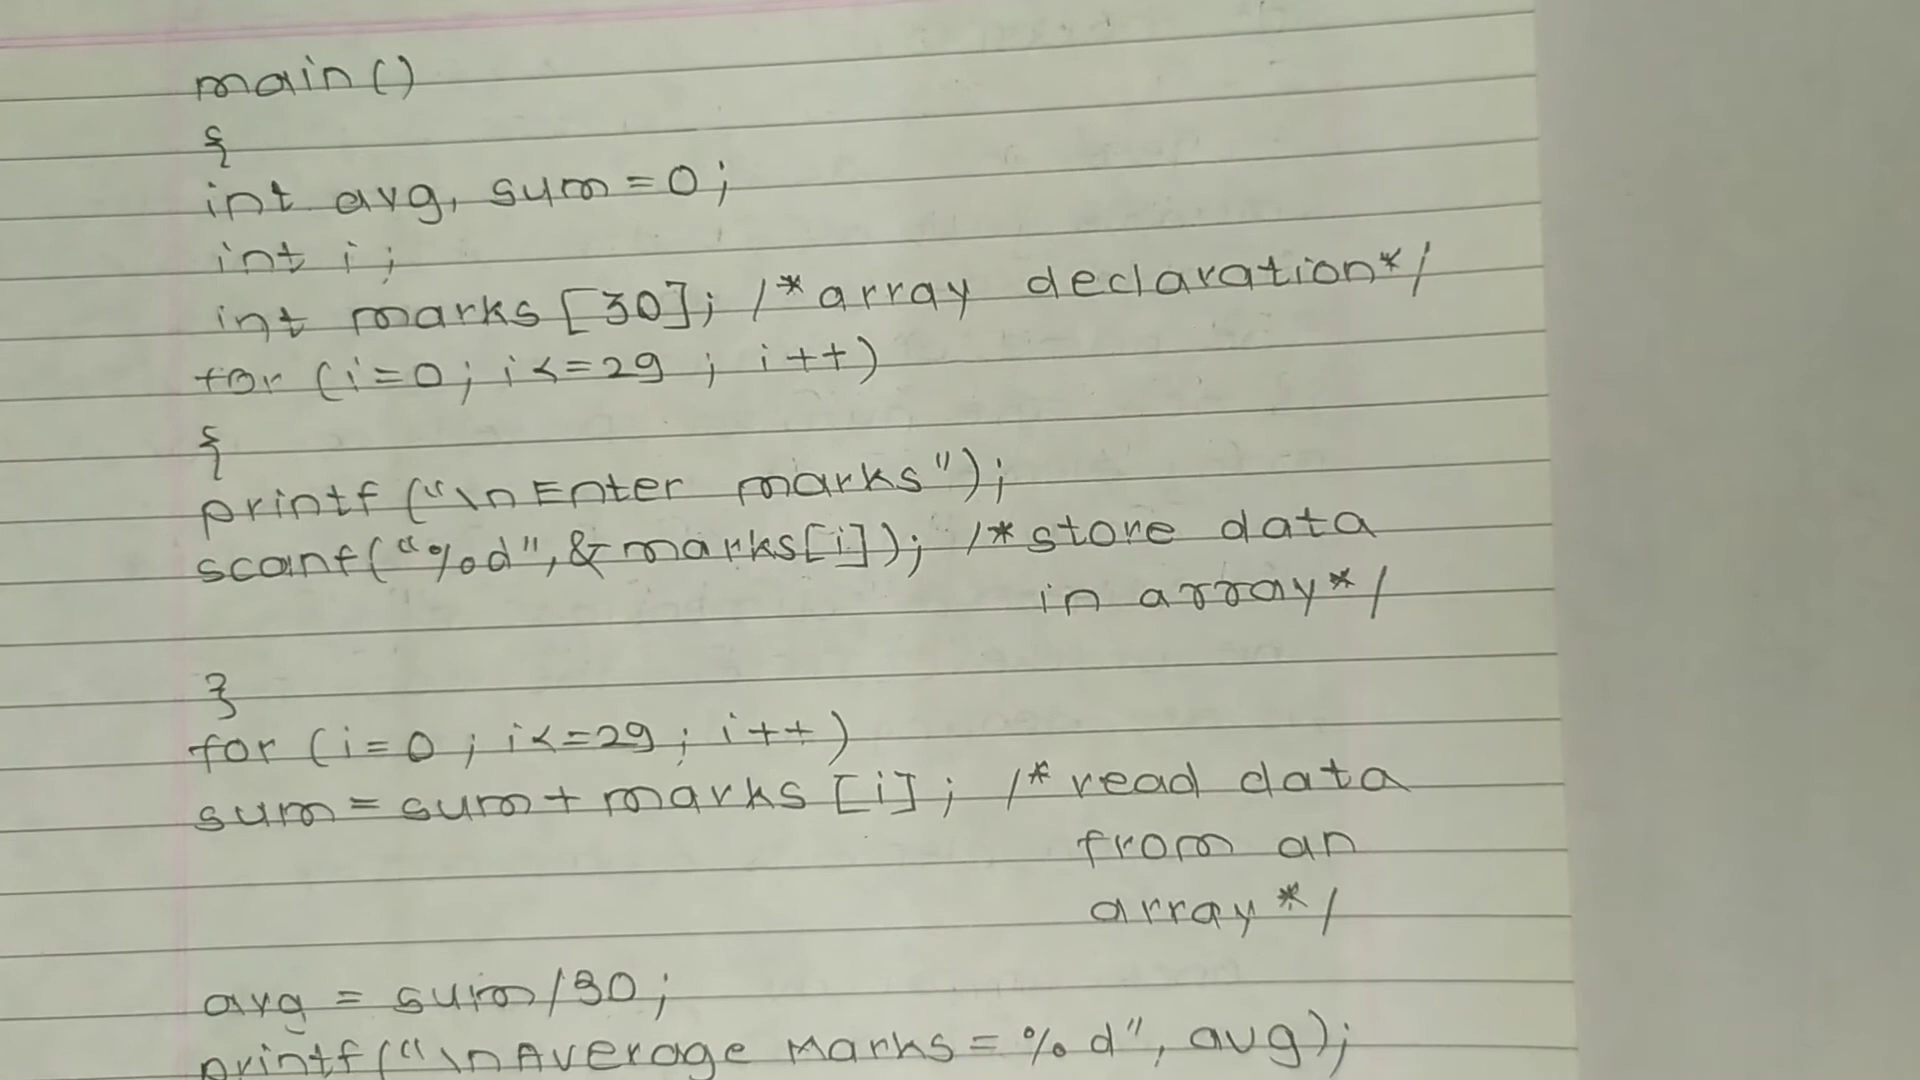 main()
{
int avg, sum=0;
int i;
int marks [30]; /*array declaration*/
for (i=0; i<=29; i++)
{
printf ("\n Enter marks");
scanf("%d", &marks[i]); /*store data
in array*/
}
for (i=0; i<=29; i++)
sum=sum+marks [i]; /*read data
from an
array*/
avg = sum/30;
printf("\n Average Marks=%d", avg);